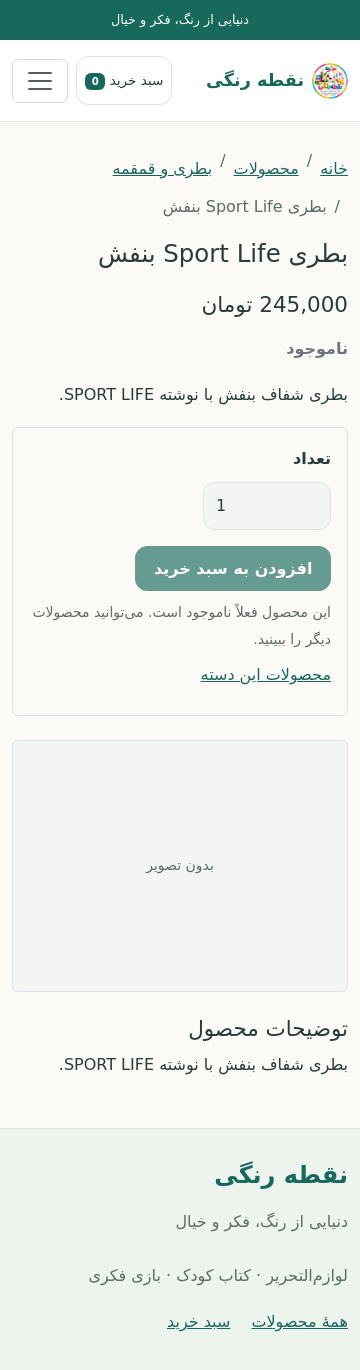 دنیایی از رنگ، فکر و خیال
نقطه رنگی
سبد خرید 0
خانه / محصولات / بطری و قمقمه
/ بطری Sport Life بنفش
بطری Sport Life بنفش
245,000 تومان
ناموجود
بطری شفاف بنفش با نوشته SPORT LIFE.
تعداد
1
افزودن به سبد خرید
این محصول فعلاً ناموجود است. می‌توانید محصولات
دیگر را ببینید.
محصولات این دسته
بدون تصویر
توضیحات محصول
بطری شفاف بنفش با نوشته SPORT LIFE.
نقطه رنگی
دنیایی از رنگ، فکر و خیال
لوازم‌التحریر · کتاب کودک · بازی فکری
همهٔ محصولات سبد خرید